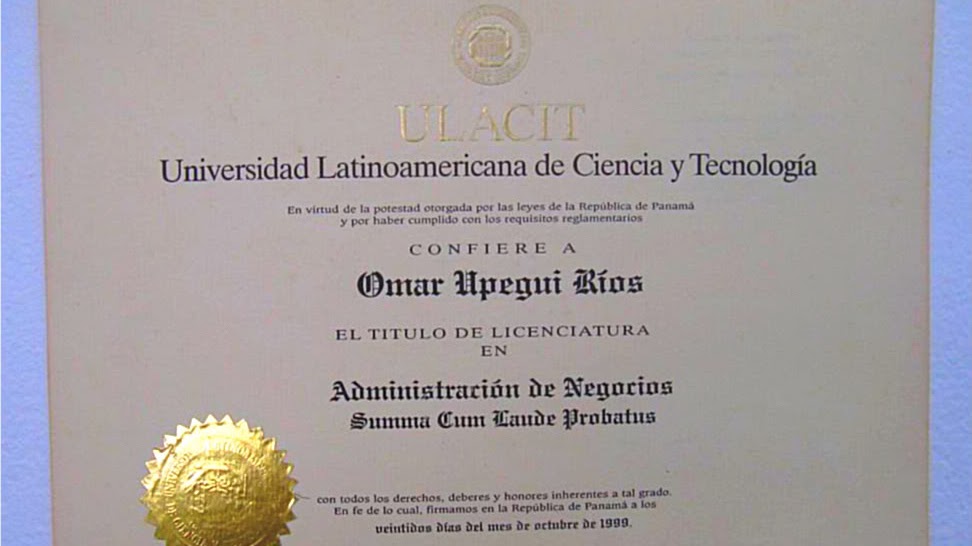 ULACIT
Universidad Latinoamericana de Ciencia y Tecnología
En virtud de la potestad otorgada por las leyes de la República de Panamá
y por haber cumplido con los requisitos reglamentarios
CONFIERE A
Omar Upegui Ríos
EL TITULO DE LICENCIATURA
EN
Administración de Negocios
Summa Cum Laude Probatus
con todos los derechos, deberes y honores inherentes a tal grado.
En fe de lo cual, firmamos en la República de Panamá a los
veintidos días del mes de octubre de 1999.